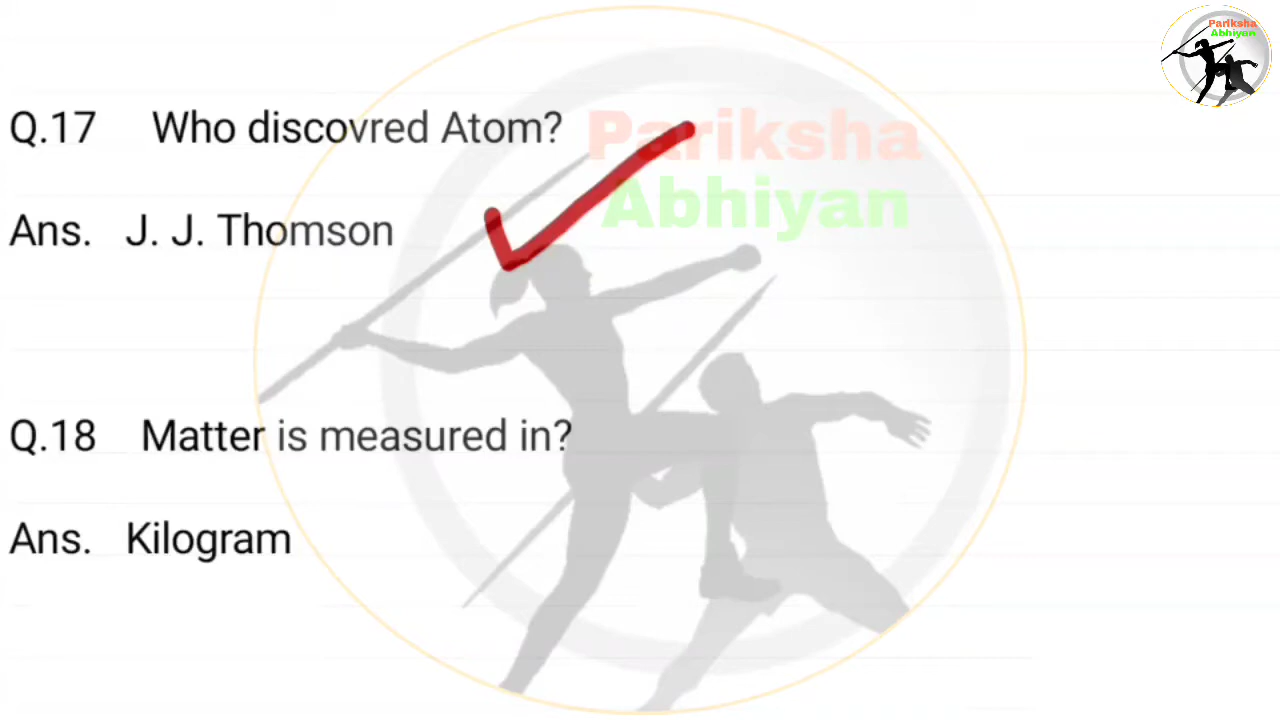 Pariksha
Abhiyan
Q.17 Who discovred Atom?
Pariksha
Abhiyan
Ans. J. J. Thomson
Q.18 Matter is measured in?
Ans. Kilogram